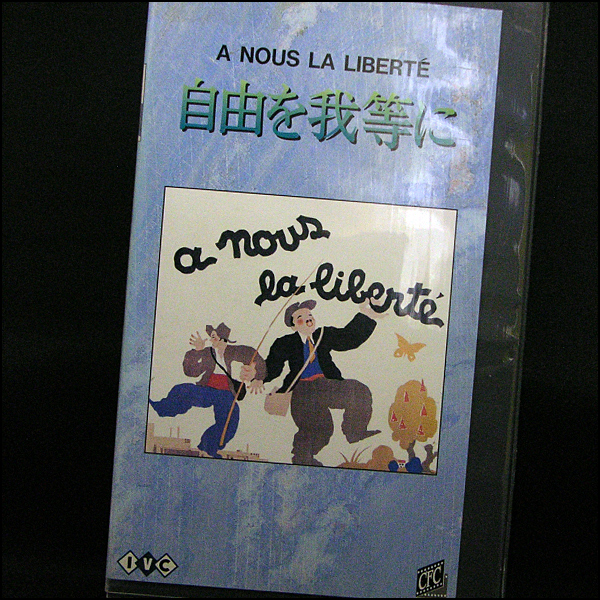 A NOUS LA LIBERTÉ
自由を我等に
a nous
la liberté
IVC
CFC